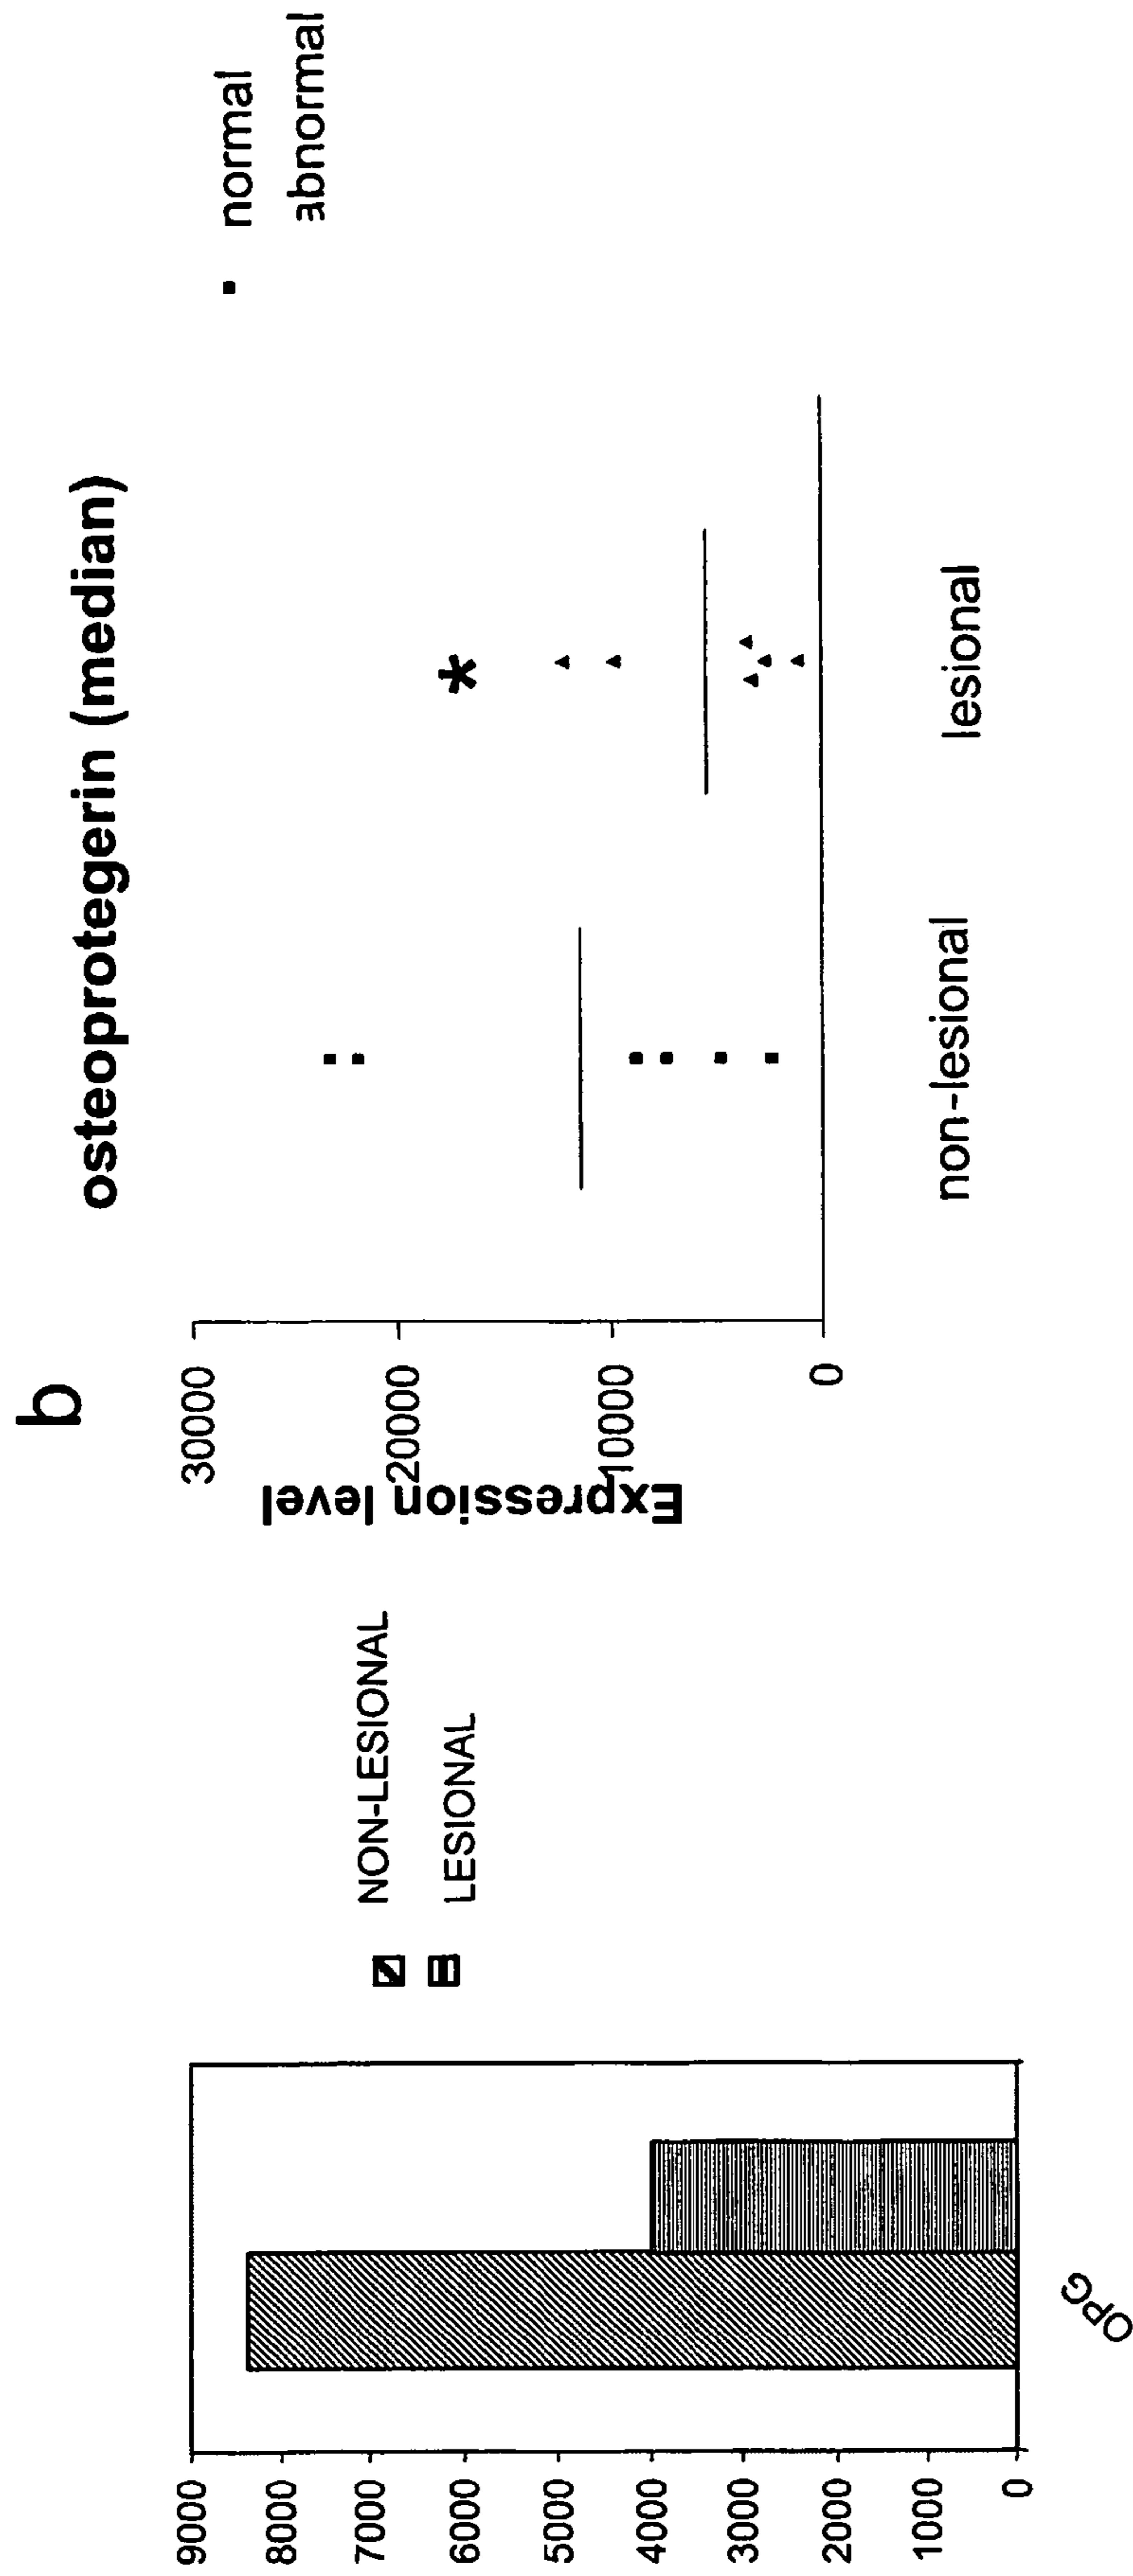 9000
8000
7000
6000
5000
4000
3000
2000
1000
0
OPG
NON-LESIONAL
LESIONAL
b
osteoprotegerin (median)
Expression level
30000
20000
10000
0
*
non-lesional
lesional
normal
abnormal